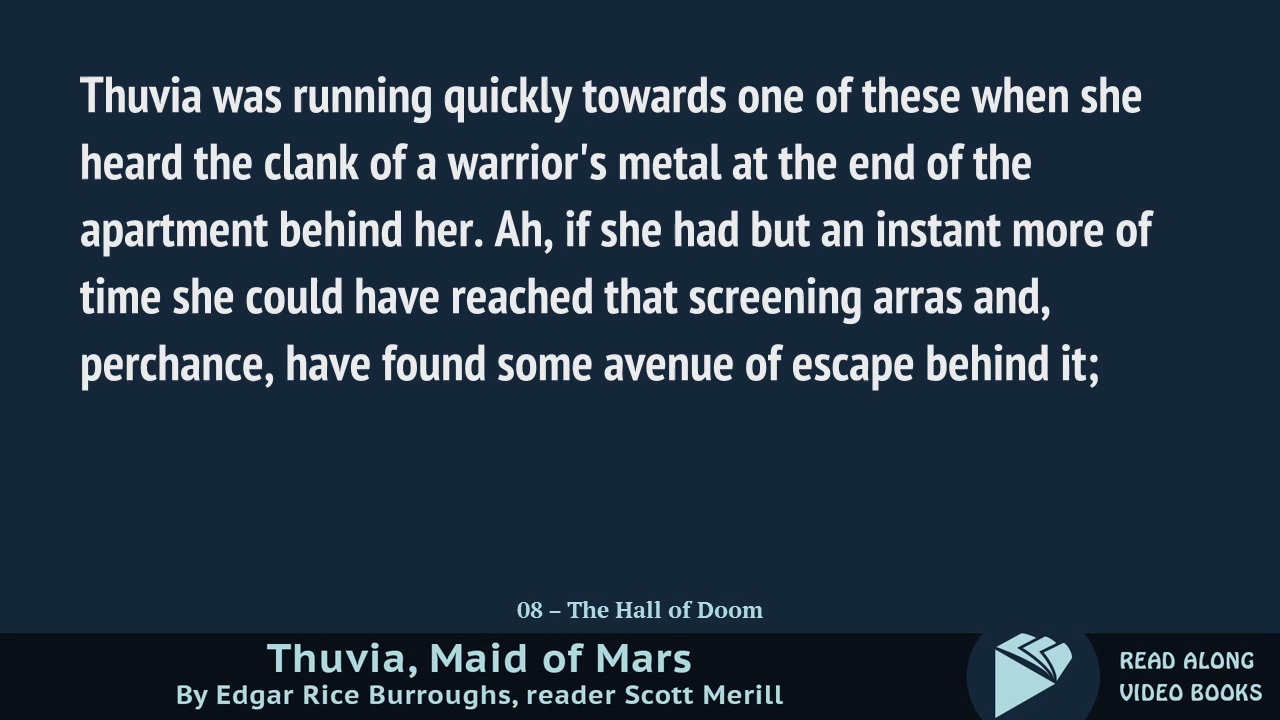 Thuvia was running quickly towards one of these when she
heard the clank of a warrior's metal at the end of the
apartment behind her. Ah, if she had but an instant more of
time she could have reached that screening arras and,
perchance, have found some avenue of escape behind it;
08 – The Hall of Doom
Thuvia, Maid of Mars
By Edgar Rice Burroughs, reader Scott Merill
READ ALONG
VIDEO BOOKS